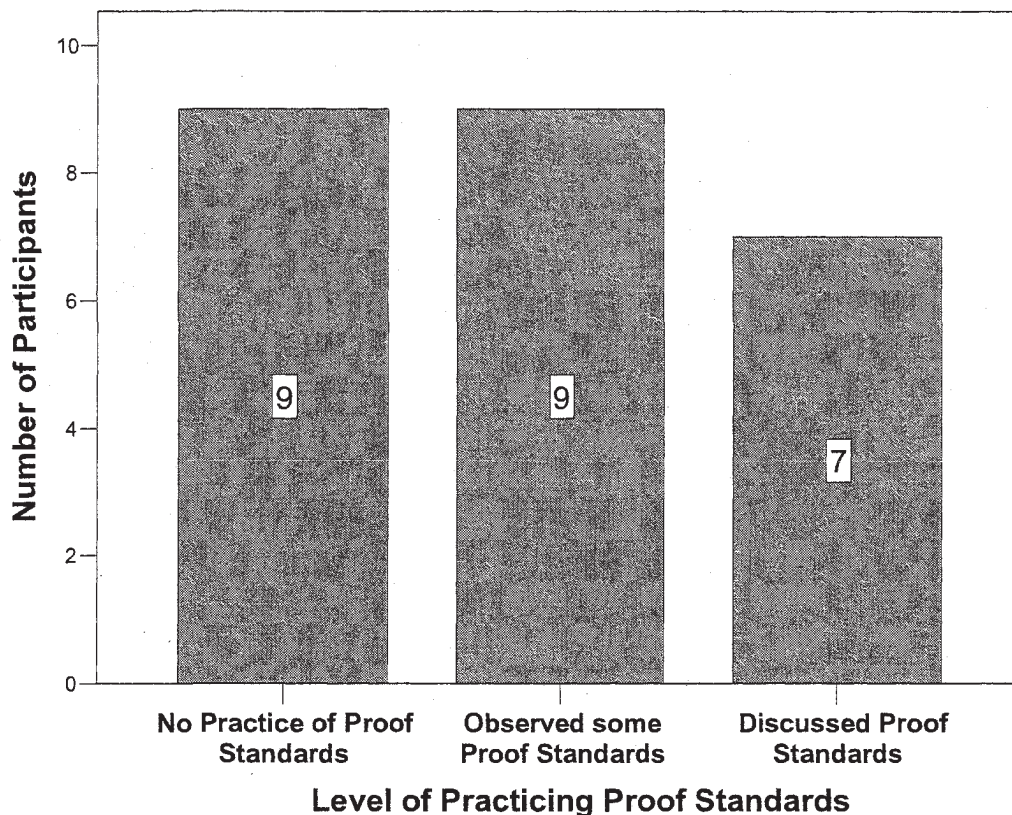 Number of Participants
10
8
6
4
2
0
9
9
7
No Practice of Proof
Standards
Observed some
Proof Standards
Discussed Proof
Standards
Level of Practicing Proof Standards